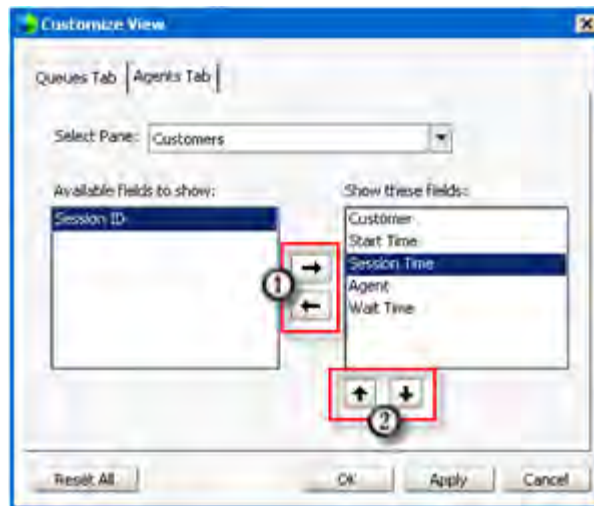 Customize View
Queues Tab
Agents Tab
Select Pane: Customers
Available fields to show:
Session ID
Show these fields:
Customer
Start Time
Session Time
Agent
Wait Time
1
2
Reset All
OK
Apply
Cancel